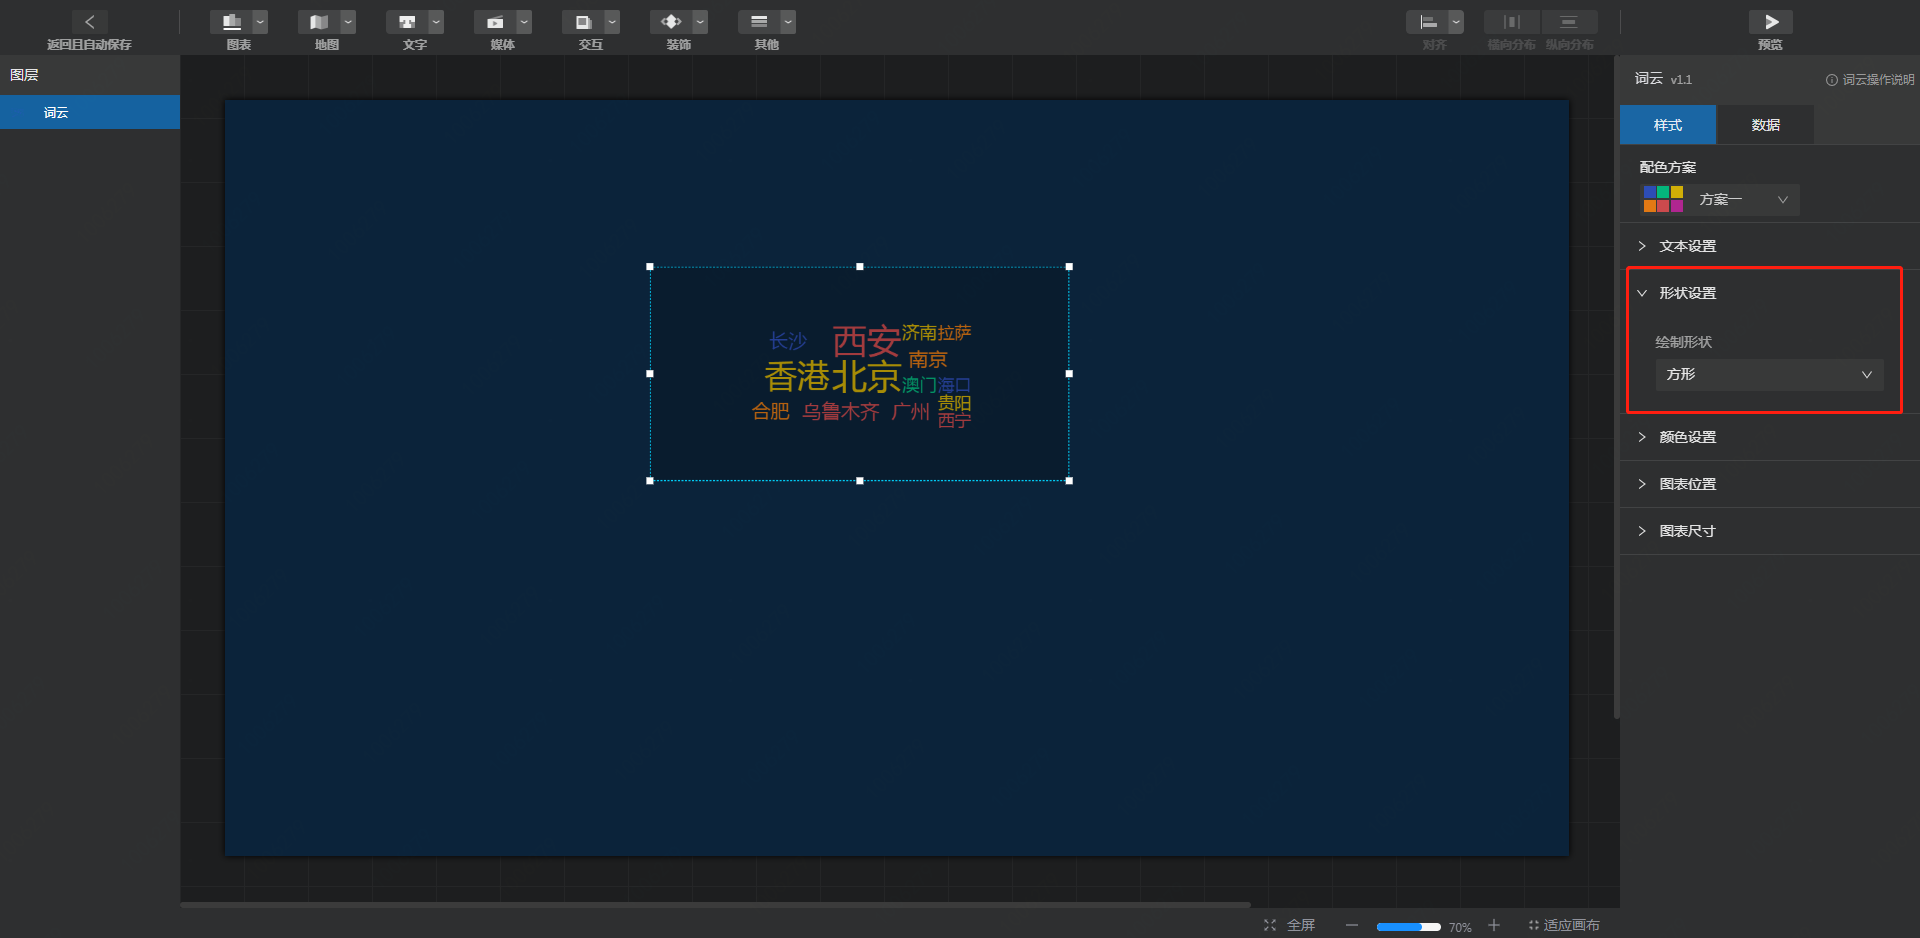 返回且自动保存
图表
地图
文字
媒体
交互
装饰
其他
对齐
横向分布
纵向分布
预览
图层
词云
长沙
西安
济南
拉萨
南京
香港
北京
澳门
海口
贵阳
合肥
乌鲁木齐
广州
西宁
词云 v1.1
词云操作说明
样式
数据
配色方案
方案一
文本设置
形状设置
绘制形状
方形
颜色设置
图表位置
图表尺寸
全屏
70%
适应画布